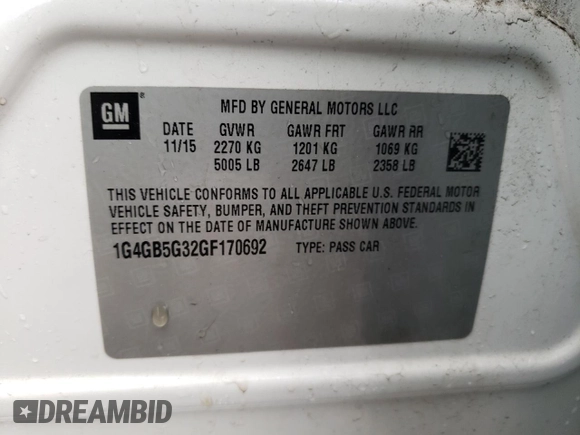 GM
MFD BY GENERAL MOTORS LLC
DATE GVWR GAWR FRT GAWR RR
11/15 2270 KG 1201 KG 1069 KG
5005 LB 2647 LB 2358 LB
THIS VEHICLE CONFORMS TO ALL APPLICABLE U.S. FEDERAL MOTOR
VEHICLE SAFETY, BUMPER, AND THEFT PREVENTION STANDARDS IN
EFFECT ON THE DATE OF MANUFACTURE SHOWN ABOVE.
1G4GB5G32GF170692 TYPE: PASS CAR
DREAMBID